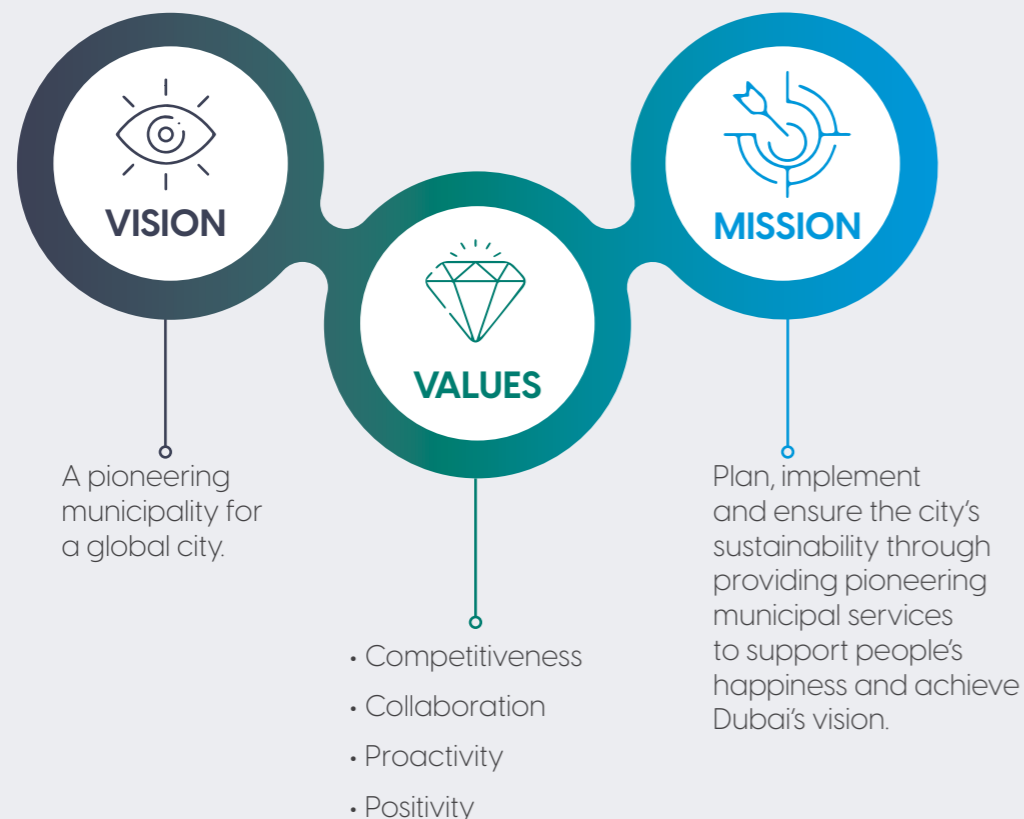 VISION
A pioneering
municipality for
a global city.
VALUES
• Competitiveness
• Collaboration
• Proactivity
• Positivity
MISSION
Plan, implement
and ensure the city's
sustainability through
providing pioneering
municipal services
to support people's
happiness and achieve
Dubai's vision.